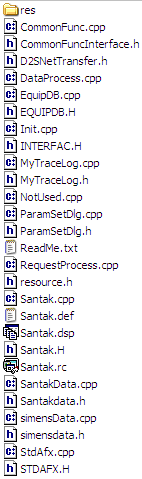 res
CommonFunc.cpp
CommonFuncInterface.h
D2SNetTransfer.h
DataProcess.cpp
EquipDB.cpp
EQUIPDB.H
Init.cpp
INTERFAC.H
MyTraceLog.cpp
MyTraceLog.h
NotUsed.cpp
ParamSetDlg.cpp
ParamSetDlg.h
ReadMe.txt
RequestProcess.cpp
resource.h
Santak.cpp
Santak.def
Santak.dsp
Santak.H
Santak.rc
SantakData.cpp
Santakdata.h
simensData.cpp
simensdata.h
StdAfx.cpp
STDAFX.H